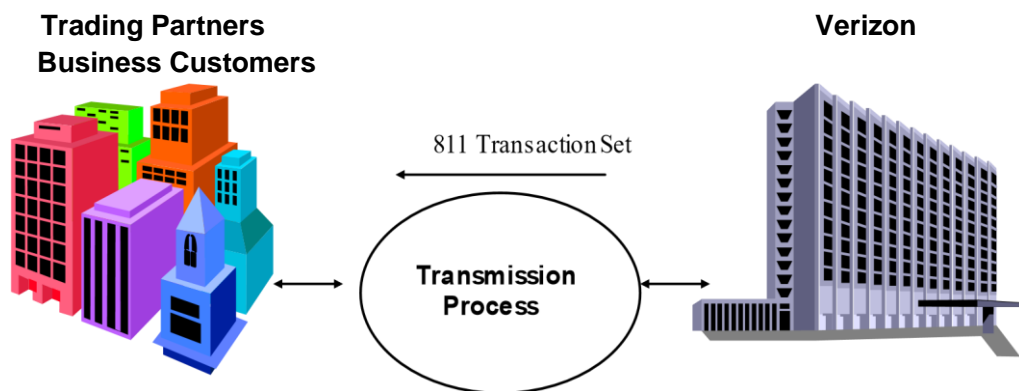 Trading Partners
Business Customers
Verizon
811 Transaction Set
Transmission
Process